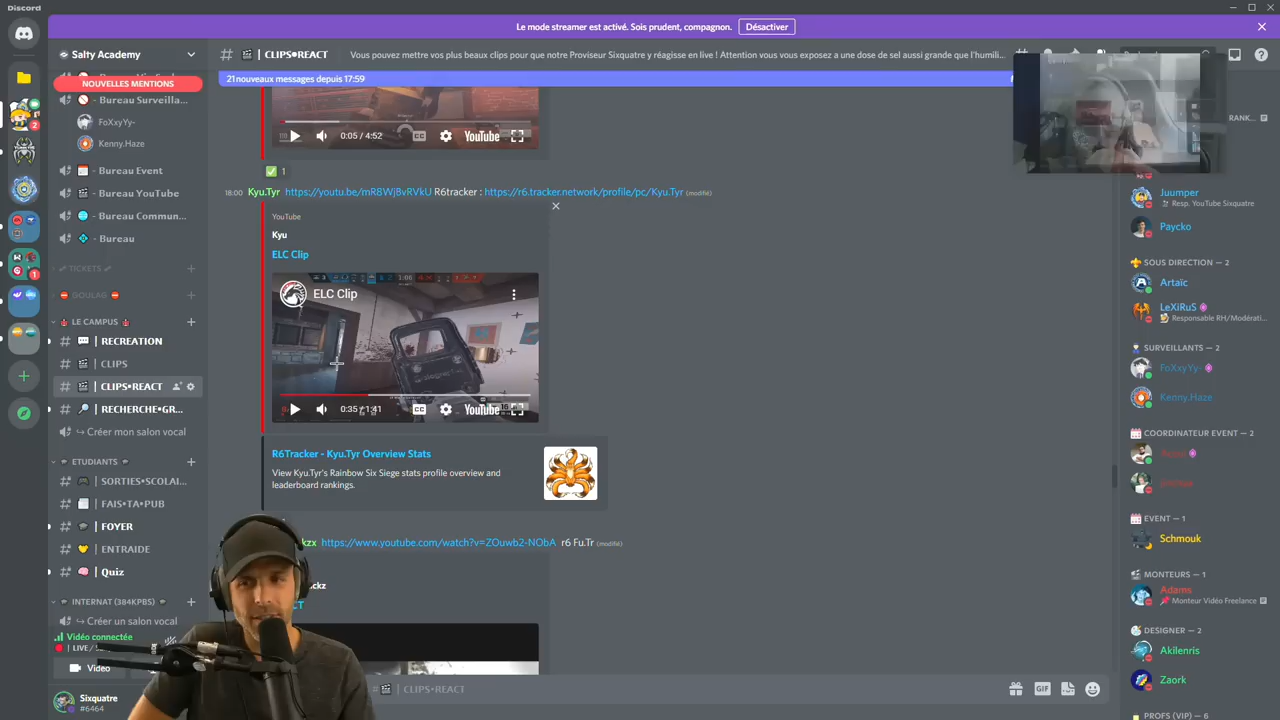 Discord
Le mode streamer est activé. Sois prudent, compagnon.
Désactiver
Salty Academy
NOUVELLES MENTIONS
- Bureau Surveilla...
FoXxyYy-
Kenny.Haze
- Bureau Event
- Bureau YouTube
- Bureau Commun...
- Bureau
TICKETS
GOULAG
LE CAMPUS
| RECREATION
| CLIPS
| CLIPS•REACT
| RECHERCHE•GR...
Créer mon salon vocal
ETUDIANTS
| SORTIES•SCOLAI...
| FAIS•TA•PUB
| FOYER
| ENTRAIDE
| Quiz
INTERNAT (384KPBS)
Créer un salon vocal
Vidéo connectée
LIVE /
Vidéo
Sixquatre
#6464
| CLIPS•REACT
Vous pouvez mettre vos plus beaux clips pour que notre Proviseur Sixquatre y réagisse en live ! Attention vous vous exposez a une dose de sel aussi grande que l'humili...
21nouveaux messages depuis 17:59
0:05 / 4:52
CC
YouTube
1
18:00 Kyu.Tyr https://youtu.be/mR8WjBvRVkU R6tracker : https://r6.tracker.network/profile/pc/Kyu.Tyr (modifié)
YouTube
Kyu
ELC Clip
1:06
ELC Clip
0:35 / 1:41
CC
YouTube
R6Tracker - Kyu.Tyr Overview Stats
View Kyu.Tyr's Rainbow Six Siege stats profile overview and
leaderboard rankings.
https://www.youtube.com/watch?v=ZOuwb2-NObA r6 Fu.Tr (modifié)
| CLIPS•REACT
GIF
RANK...
Juumper
Resp. YouTube Sixquatre
Paycko
SOUS DIRECTION — 2
Artaïc
LeXiRuS
Responsable RH/Modérati...
SURVEILLANTS — 2
FoXxyYy-
Kenny.Haze
COORDINATEUR EVENT — 2
EVENT — 1
Schmouk
MONTEURS — 1
Adams
Monteur Vidéo Freelance
DESIGNER — 2
Akilenris
Zaork
PROFS (VIP) — 6